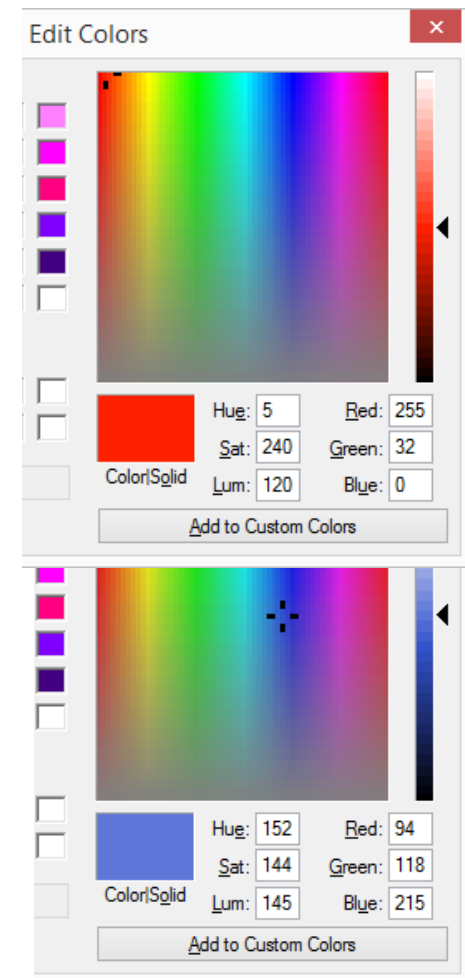 Edit Colors
Hue: 5 Red: 255
Sat: 240 Green: 32
Color|Solid Lum: 120 Blue: 0
Add to Custom Colors
Hue: 152 Red: 94
Sat: 144 Green: 118
Color|Solid Lum: 145 Blue: 215
Add to Custom Colors